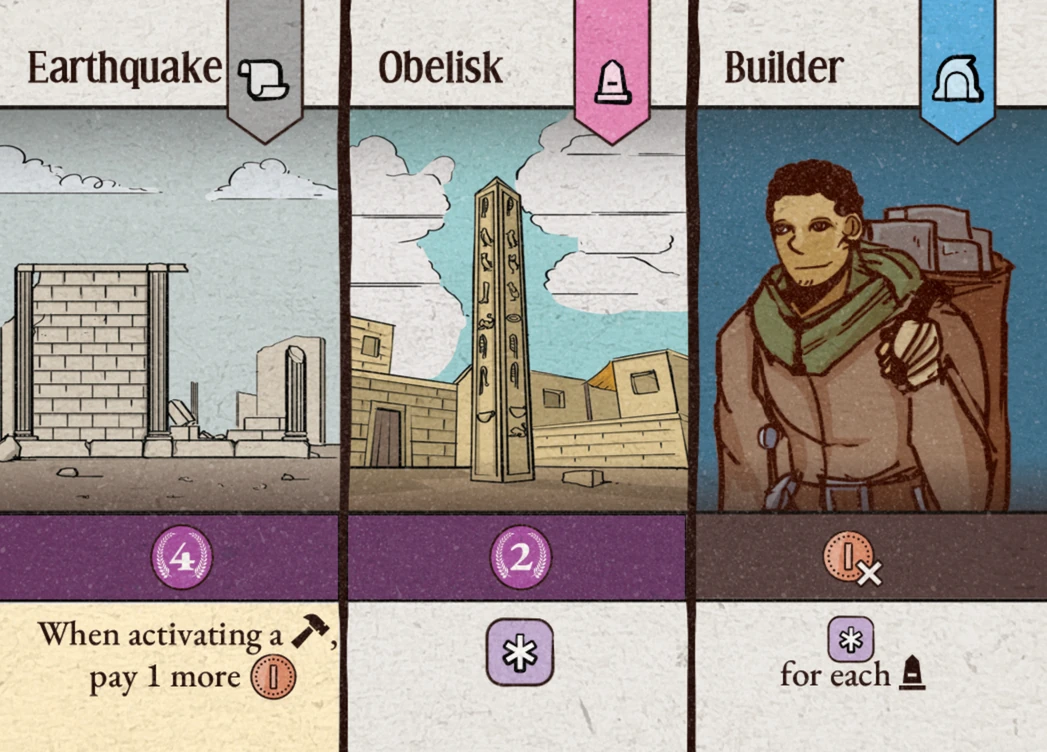 Earthquake
4
When activating a ,
pay 1 more I
Obelisk
2
*
Builder
I x
*
for each